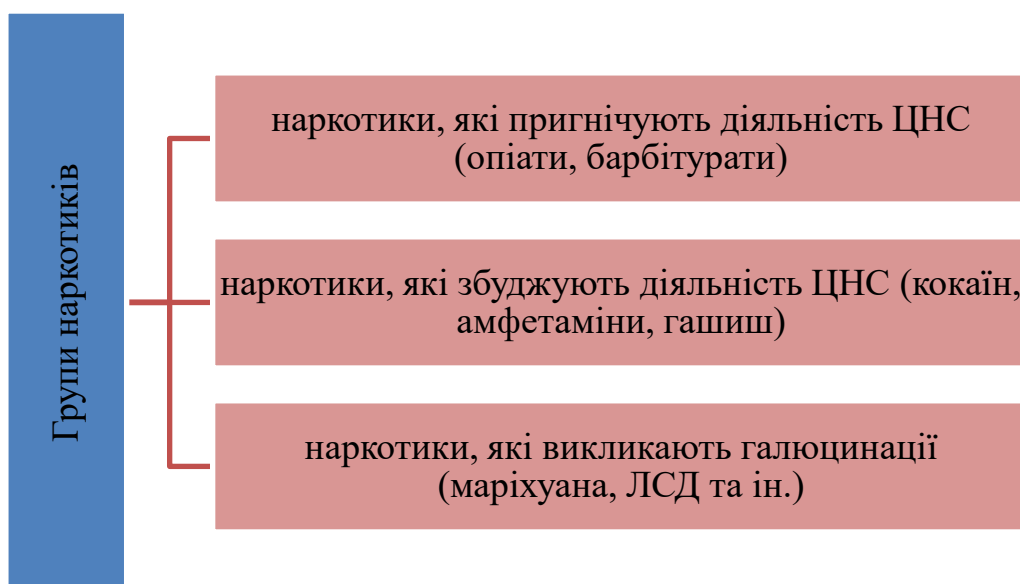 Групи наркотиків
наркотики, які пригнічують діяльність ЦНС
(опіати, барбітурати)
наркотики, які збуджують діяльність ЦНС (кокаїн,
амфетаміни, гашиш)
наркотики, які викликають галюцинації
(маріхуана, ЛСД та ін.)